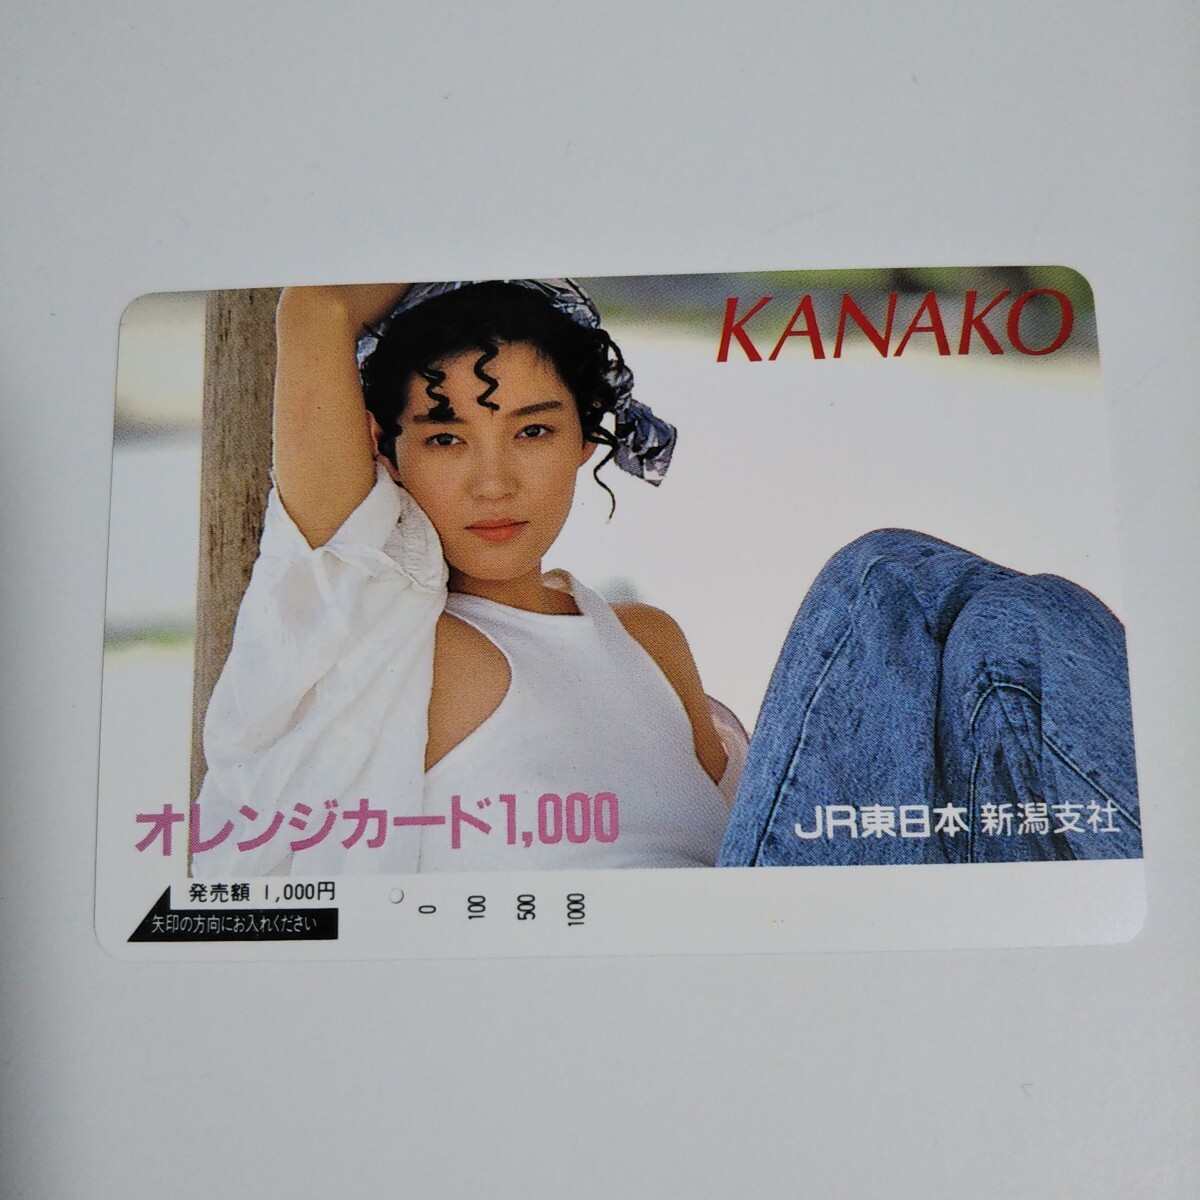 KANAKO
オレンジカード1,000
JR東日本 新潟支社
発売額 1,000円
矢印の方向にお入れください
0 100 500 1000